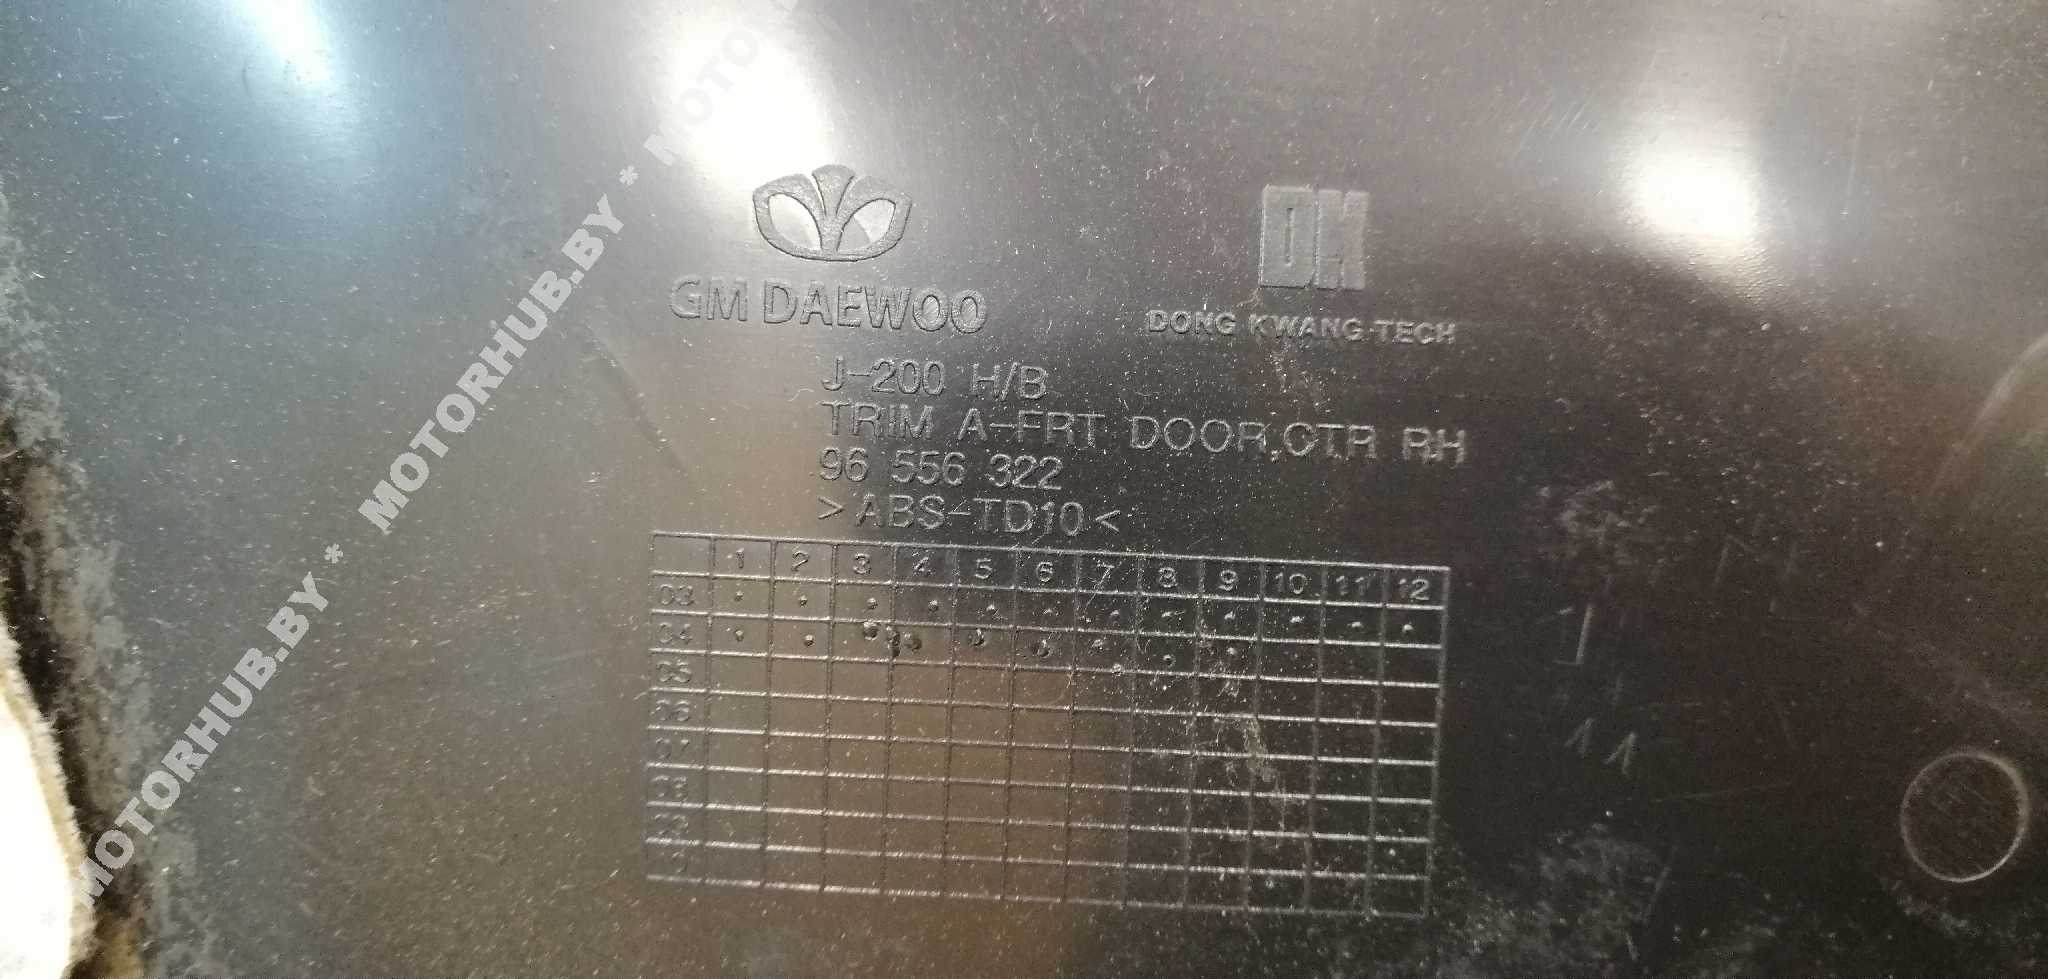 GM DAEWOO
DM
DONG KWANG TECH
J-200 H/B
TRIM A-FRT DOOR,CTR RH
96 556 322
>ABS-TD10<
1 2 3 4 5 6 7 8 9 10 11 12
03
04
05
06
07
08
* MOTORHUB.BY * MOTORHUB.BY * MOTO